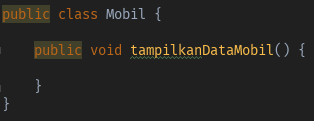 public class Mobil {
public void tampilkanDataMobil() {
}
}